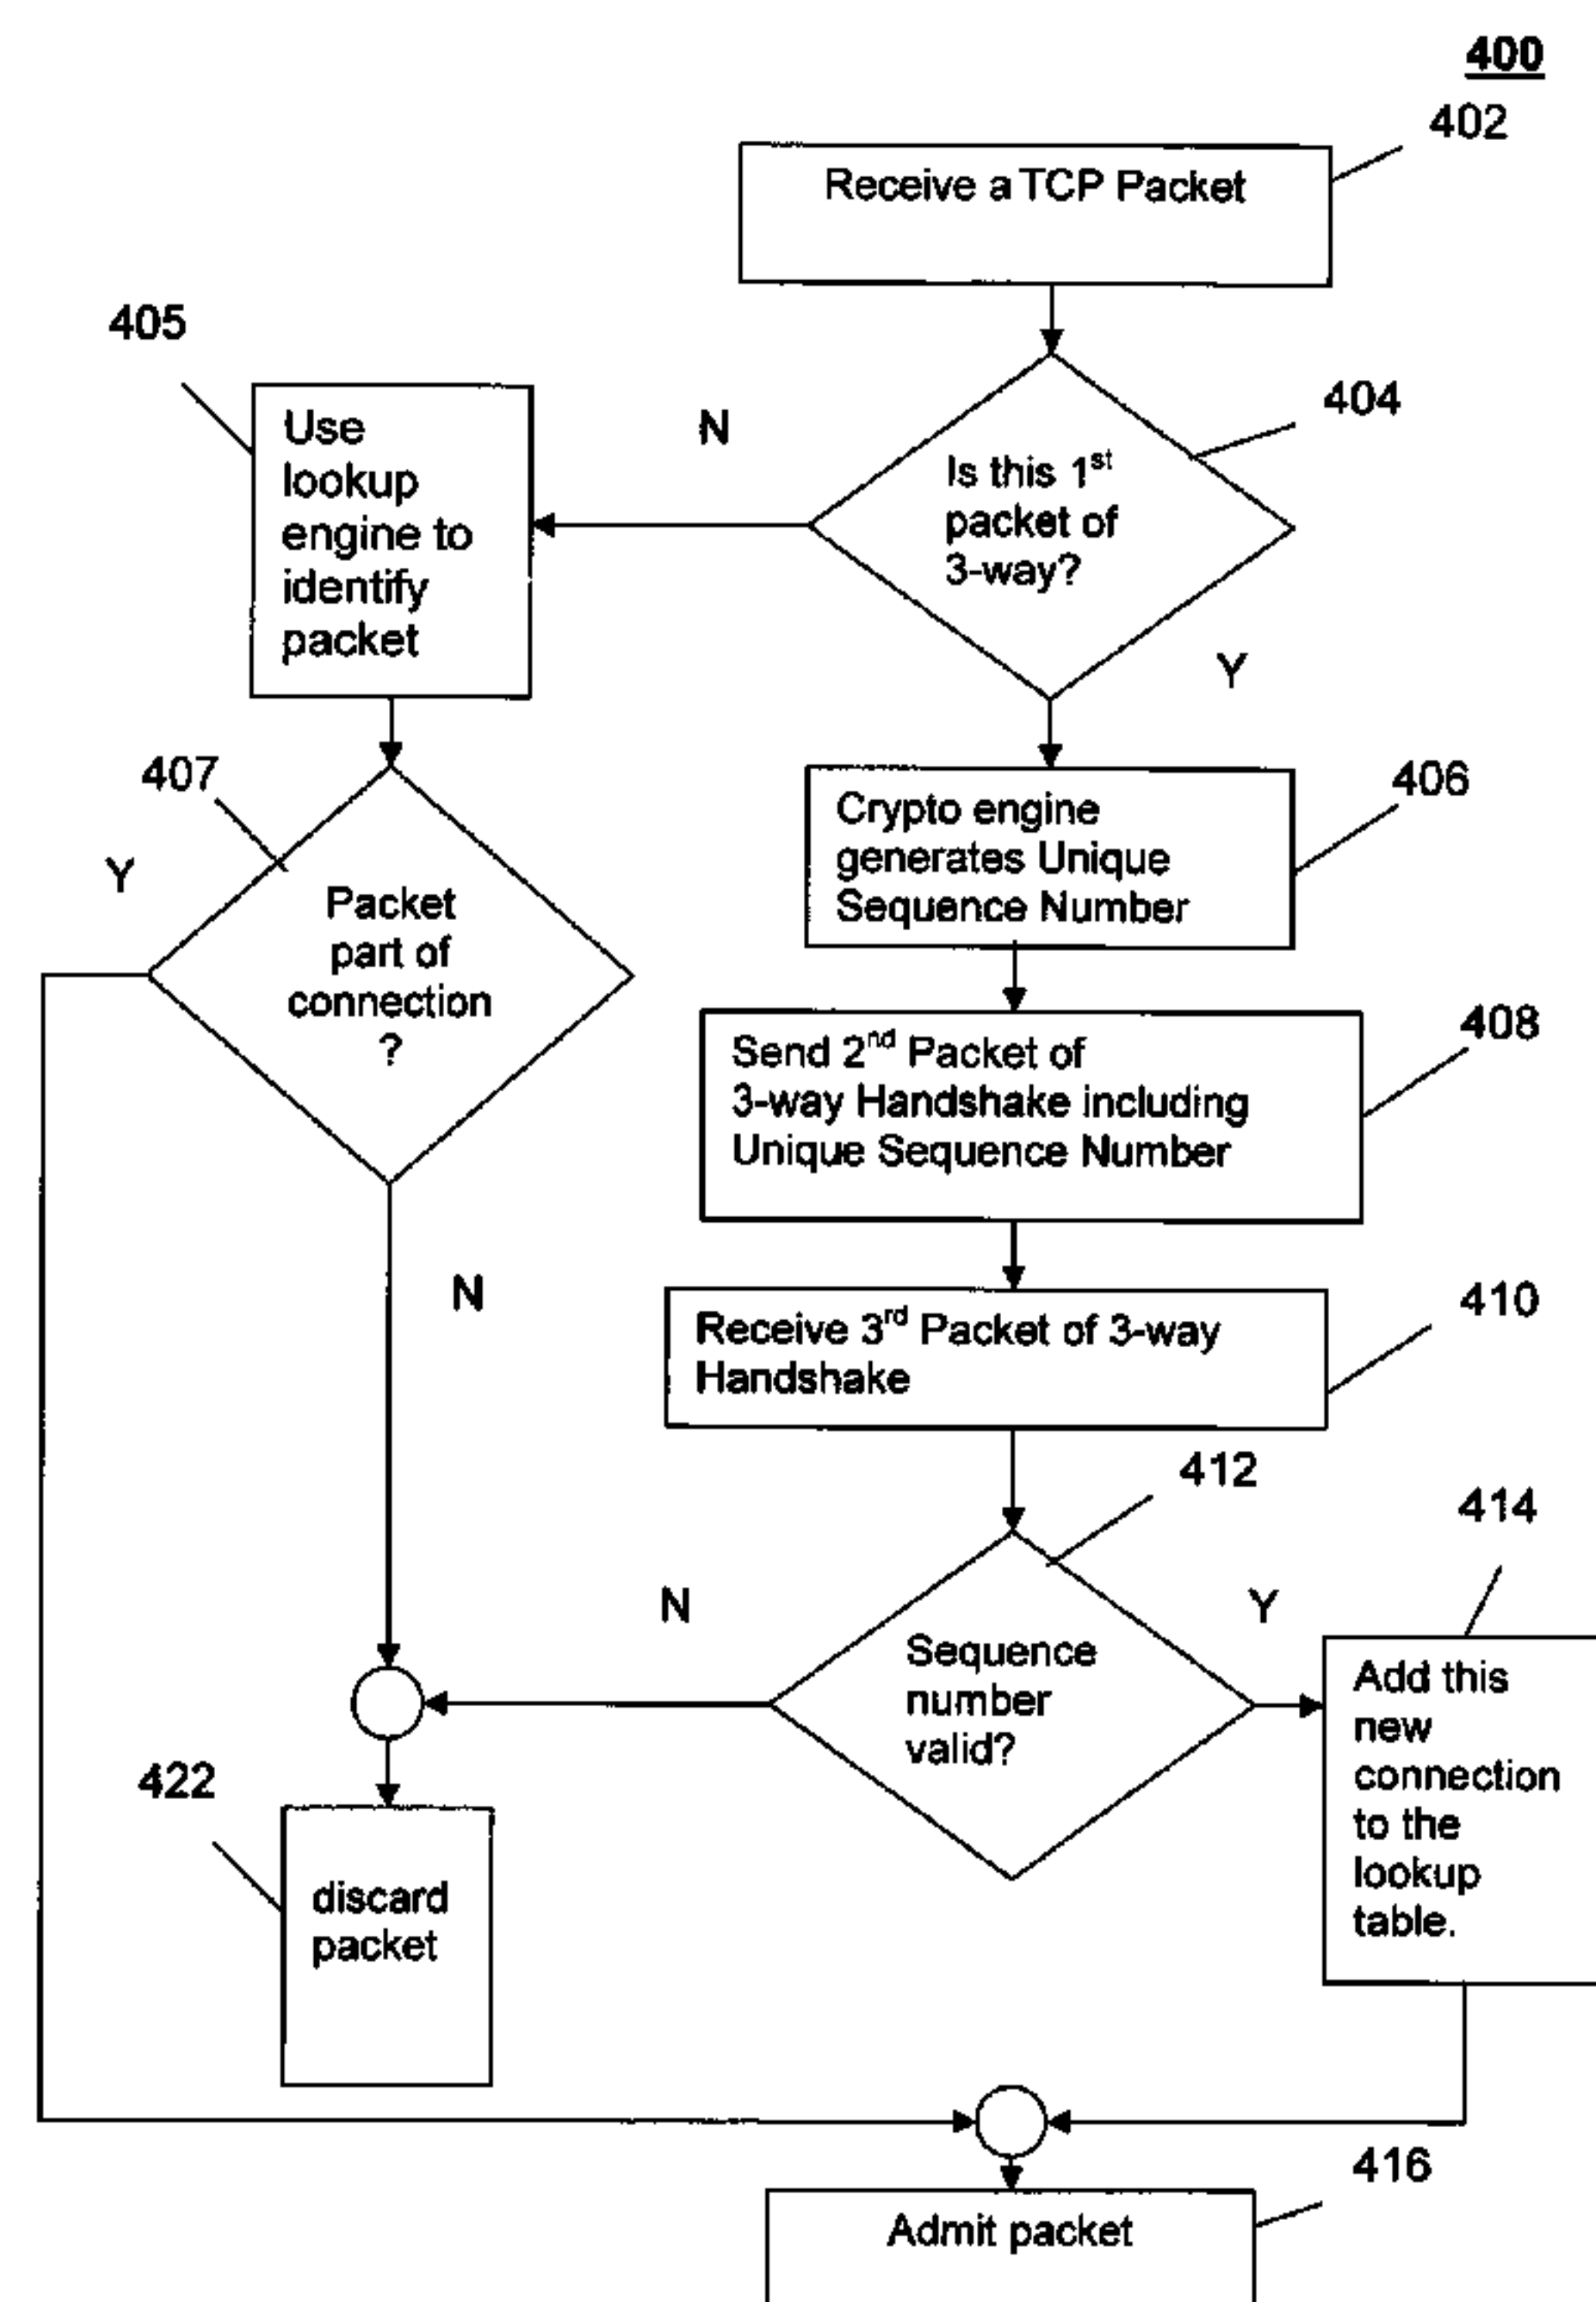 400
402
Receive a TCP Packet
405
404
Use
lookup
engine to
identify
packet
N
Is this 1st
packet of
3-way?
Y
407
Y
Packet
part of
connection
?
N
406
Crypto engine
generates Unique
Sequence Number
408
Send 2nd Packet of
3-way Handshake including
Unique Sequence Number
410
Receive 3rd Packet of 3-way
Handshake
412
414
N
Y
Sequence
number
valid?
Add this
new
connection
to the
lookup
table.
422
discard
packet
416
Admit packet